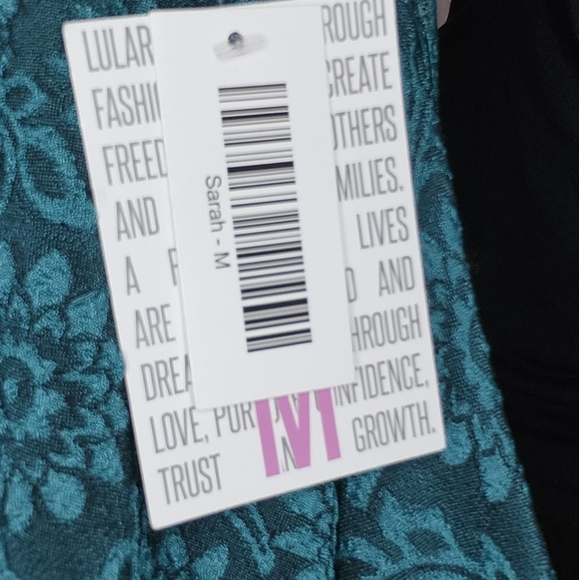 LULAR ROUGH
FASHI CREATE
FREED OTHERS
AND MILIES.
A LIVES
ARE AND
DREA HROUGH
LOVE, PUR NFIDENCE,
TRUST GROWTH.
M
Sarah - M